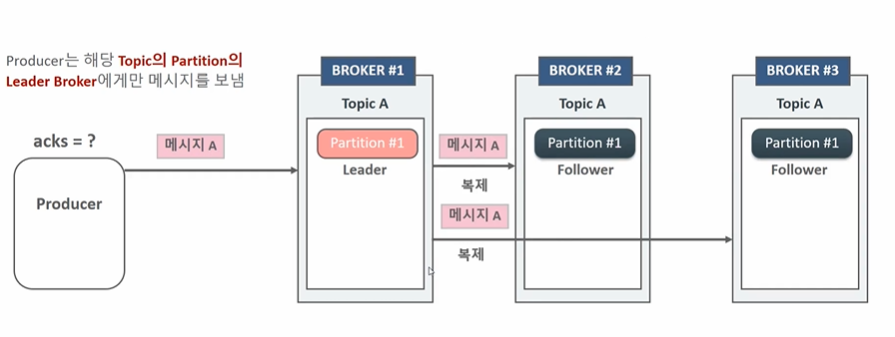 Producer는 해당 Topic의 Partition의
Leader Broker에게만 메시지를 보냄
acks = ?
Producer
메시지 A
BROKER #1
Topic A
Partition #1
Leader
메시지 A
복제
메시지 A
복제
BROKER #2
Topic A
Partition #1
Follower
BROKER #3
Topic A
Partition #1
Follower